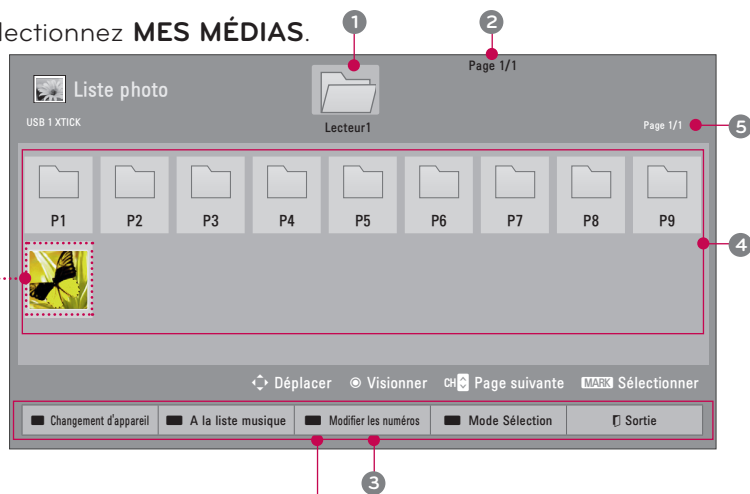 lectionnez MES MÉDIAS.
1
2
Page 1/1
Liste photo
USB 1 XTICK
Lecteur1
Page 1/1
5
P1 P2 P3 P4 P5 P6 P7 P8 P9
4
Déplacer Visionner CH Page suivante MARK Sélectionner
Changement d'appareil A la liste musique Modifier les numéros Mode Sélection Sortie
3